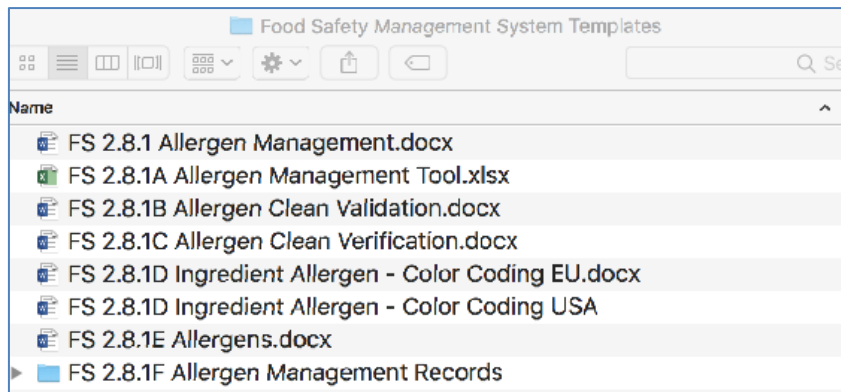 Food Safety Management System Templates
Name
FS 2.8.1 Allergen Management.docx
FS 2.8.1A Allergen Management Tool.xlsx
FS 2.8.1B Allergen Clean Validation.docx
FS 2.8.1C Allergen Clean Verification.docx
FS 2.8.1D Ingredient Allergen - Color Coding EU.docx
FS 2.8.1D Ingredient Allergen - Color Coding USA
FS 2.8.1E Allergens.docx
FS 2.8.1F Allergen Management Records